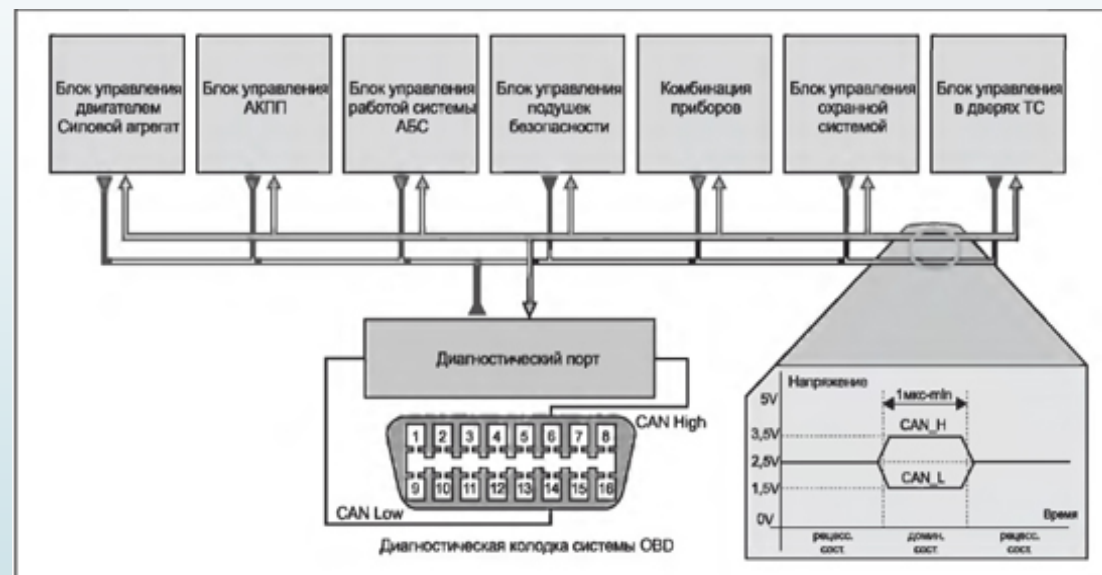 Блок управления
двигателем
Силовой агрегат
Блок управления
АКПП
Блок управления
работой системы
АБС
Блок управления
подушек
безопасности
Комбинация
приборов
Блок управления
охранной
системой
Блок управления
в дверях ТС
Диагностический порт
CAN High
1 2 3 4 5 6 7 8
9 10 11 12 13 14 15 16
CAN Low
Диагностическая колодка системы OBD
Напряжение
5V
1мкс-min
CAN_H
3,5V
2,5V
CAN_L
1,5V
0V
Время
рецесс. сост.
домин. сост.
рецесс. сост.